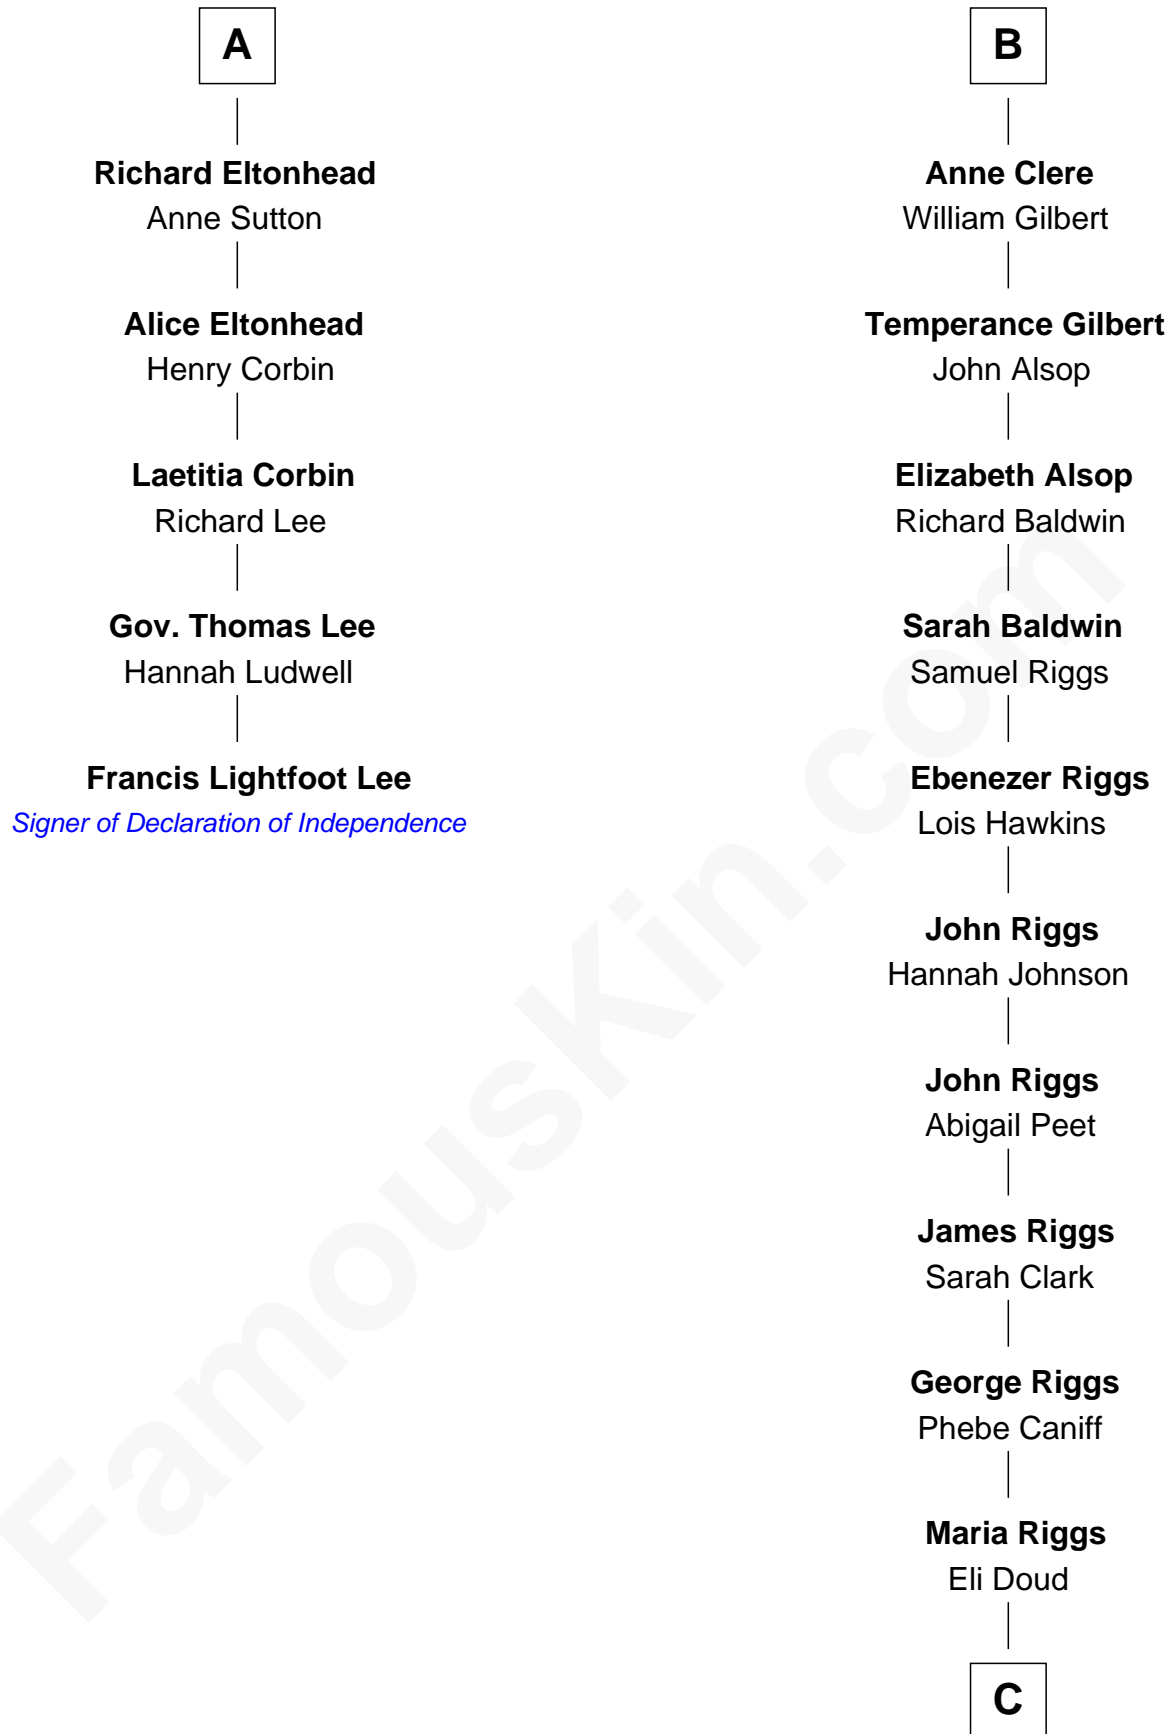 A
Richard Eltonhead
Anne Sutton
Alice Eltonhead
Henry Corbin
Laetitia Corbin
Richard Lee
Gov. Thomas Lee
Hannah Ludwell
Francis Lightfoot Lee
Signer of Declaration of Independence
B
Anne Clere
William Gilbert
Temperance Gilbert
John Alsop
Elizabeth Alsop
Richard Baldwin
Sarah Baldwin
Samuel Riggs
Ebenezer Riggs
Lois Hawkins
John Riggs
Hannah Johnson
John Riggs
Abigail Peet
James Riggs
Sarah Clark
George Riggs
Phebe Caniff
Maria Riggs
Eli Doud
C
FamousKin.com